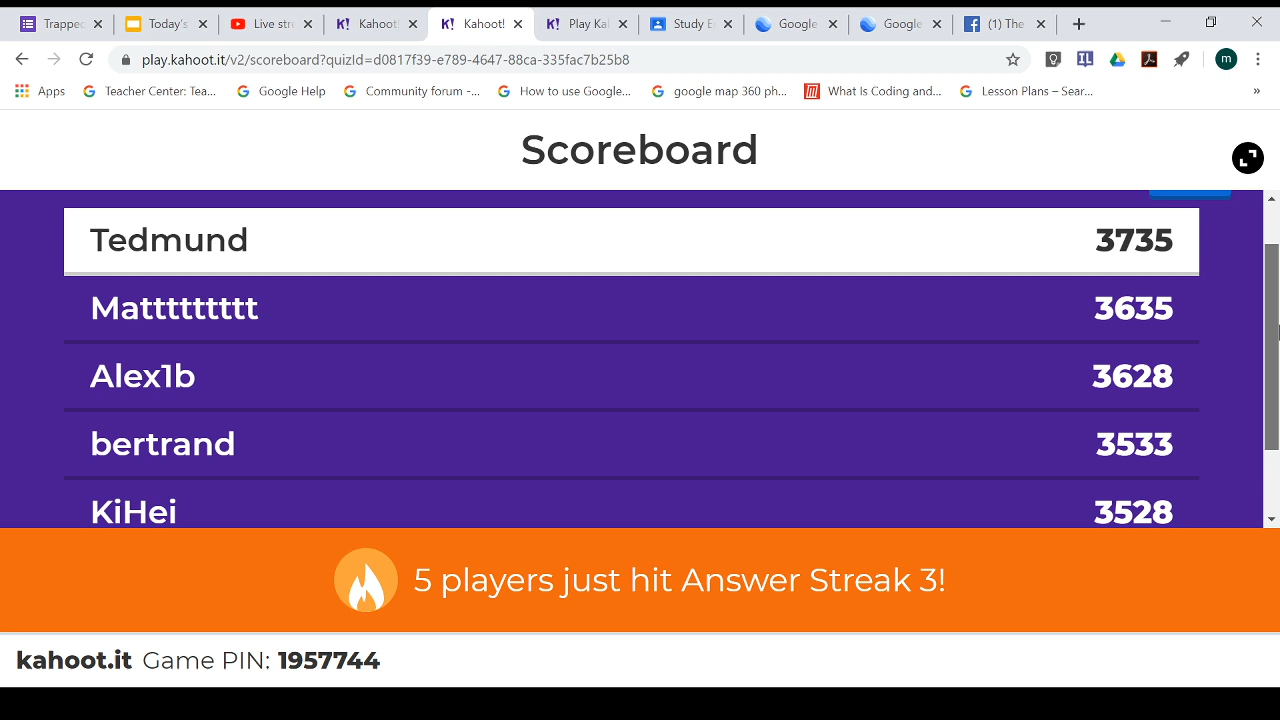 Trapped
Today's
Live stre
Kahoot!
Kahoot!
Play Ka
Study E
Google
Google
(1) The
play.kahoot.it/v2/scoreboard?quizId=d0817f39-e789-4647-88ca-335fac7b25b8
m
Apps
Teacher Center: Tea...
Google Help
Community forum -...
How to use Google...
google map 360 ph...
What Is Coding and...
Lesson Plans – Sear...
»
Scoreboard
Tedmund 3735
Mattttttttt 3635
Alex1b 3628
bertrand 3533
KiHei 3528
5 players just hit Answer Streak 3!
kahoot.it Game PIN: 1957744